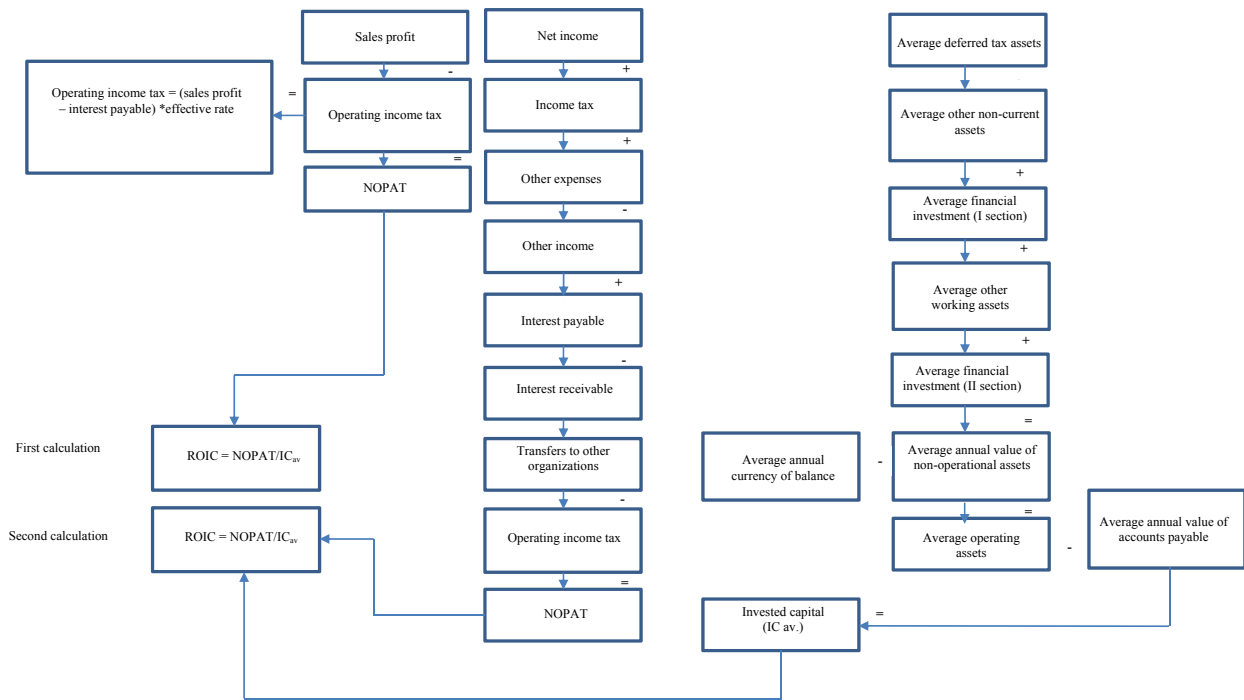 Sales profit
-
Operating income tax = (sales profit
– interest payable) *effective rate
=
Operating income tax
=
NOPAT
Net income
+
Income tax
+
Other expenses
-
Other income
+
Interest payable
-
Interest receivable
Transfers to other
organizations
-
Operating income tax
=
NOPAT
First calculation
ROIC = NOPAT/ICav
Second calculation
ROIC = NOPAT/ICav
Average deferred tax assets
Average other non-current
assets
+
Average financial
investment (I section)
+
Average other
working assets
+
Average financial
investment (II section)
=
Average annual
currency of balance
-
Average annual value of
non-operational assets
=
Average operating
assets
-
Average annual value of
accounts payable
=
Invested capital
(IC av.)